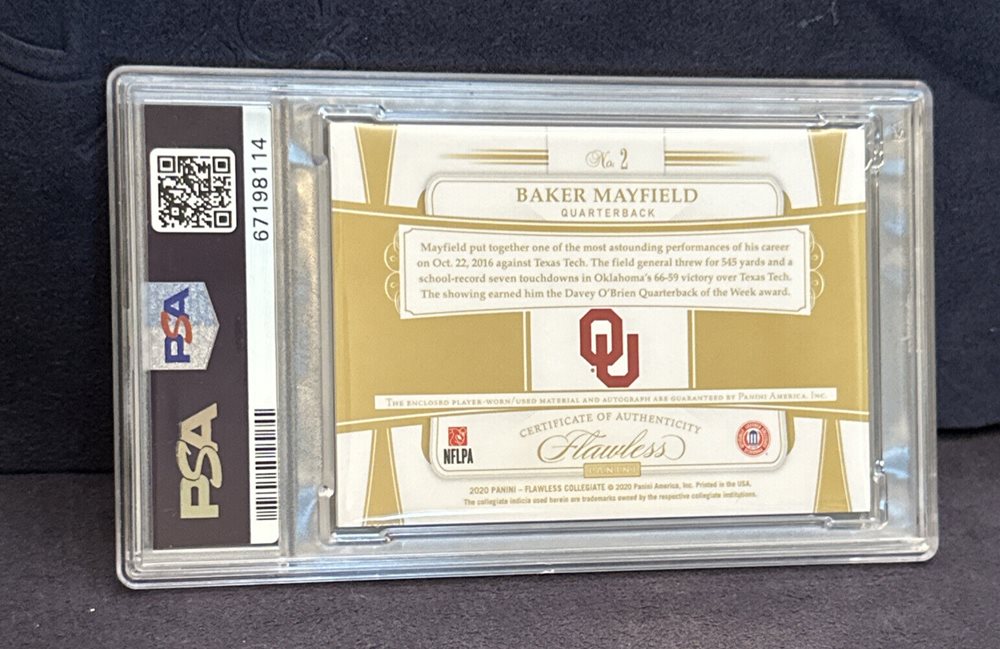 67198114
PSA
PSA
No. 2
BAKER MAYFIELD
QUARTERBACK
Mayfield put together one of the most astounding performances of his career
on Oct. 22, 2016 against Texas Tech. The field general threw for 545 yards and a
school-record seven touchdowns in Oklahoma's 66-59 victory over Texas Tech.
The showing earned him the Davey O'Brien Quarterback of the Week award.
OU
THE ENCLOSED PLAYER-WORN/USED MATERIAL AND AUTOGRAPH ARE GUARANTEED BY PANINI AMERICA, INC.
CERTIFICATE OF AUTHENTICITY
Flawless
PANINI
NFLPA
2020 PANINI – FLAWLESS COLLEGIATE © 2020 Panini America, Inc. Printed in the USA.
The collegiate indicia used herein are trademarks owned by the respective collegiate institutions.